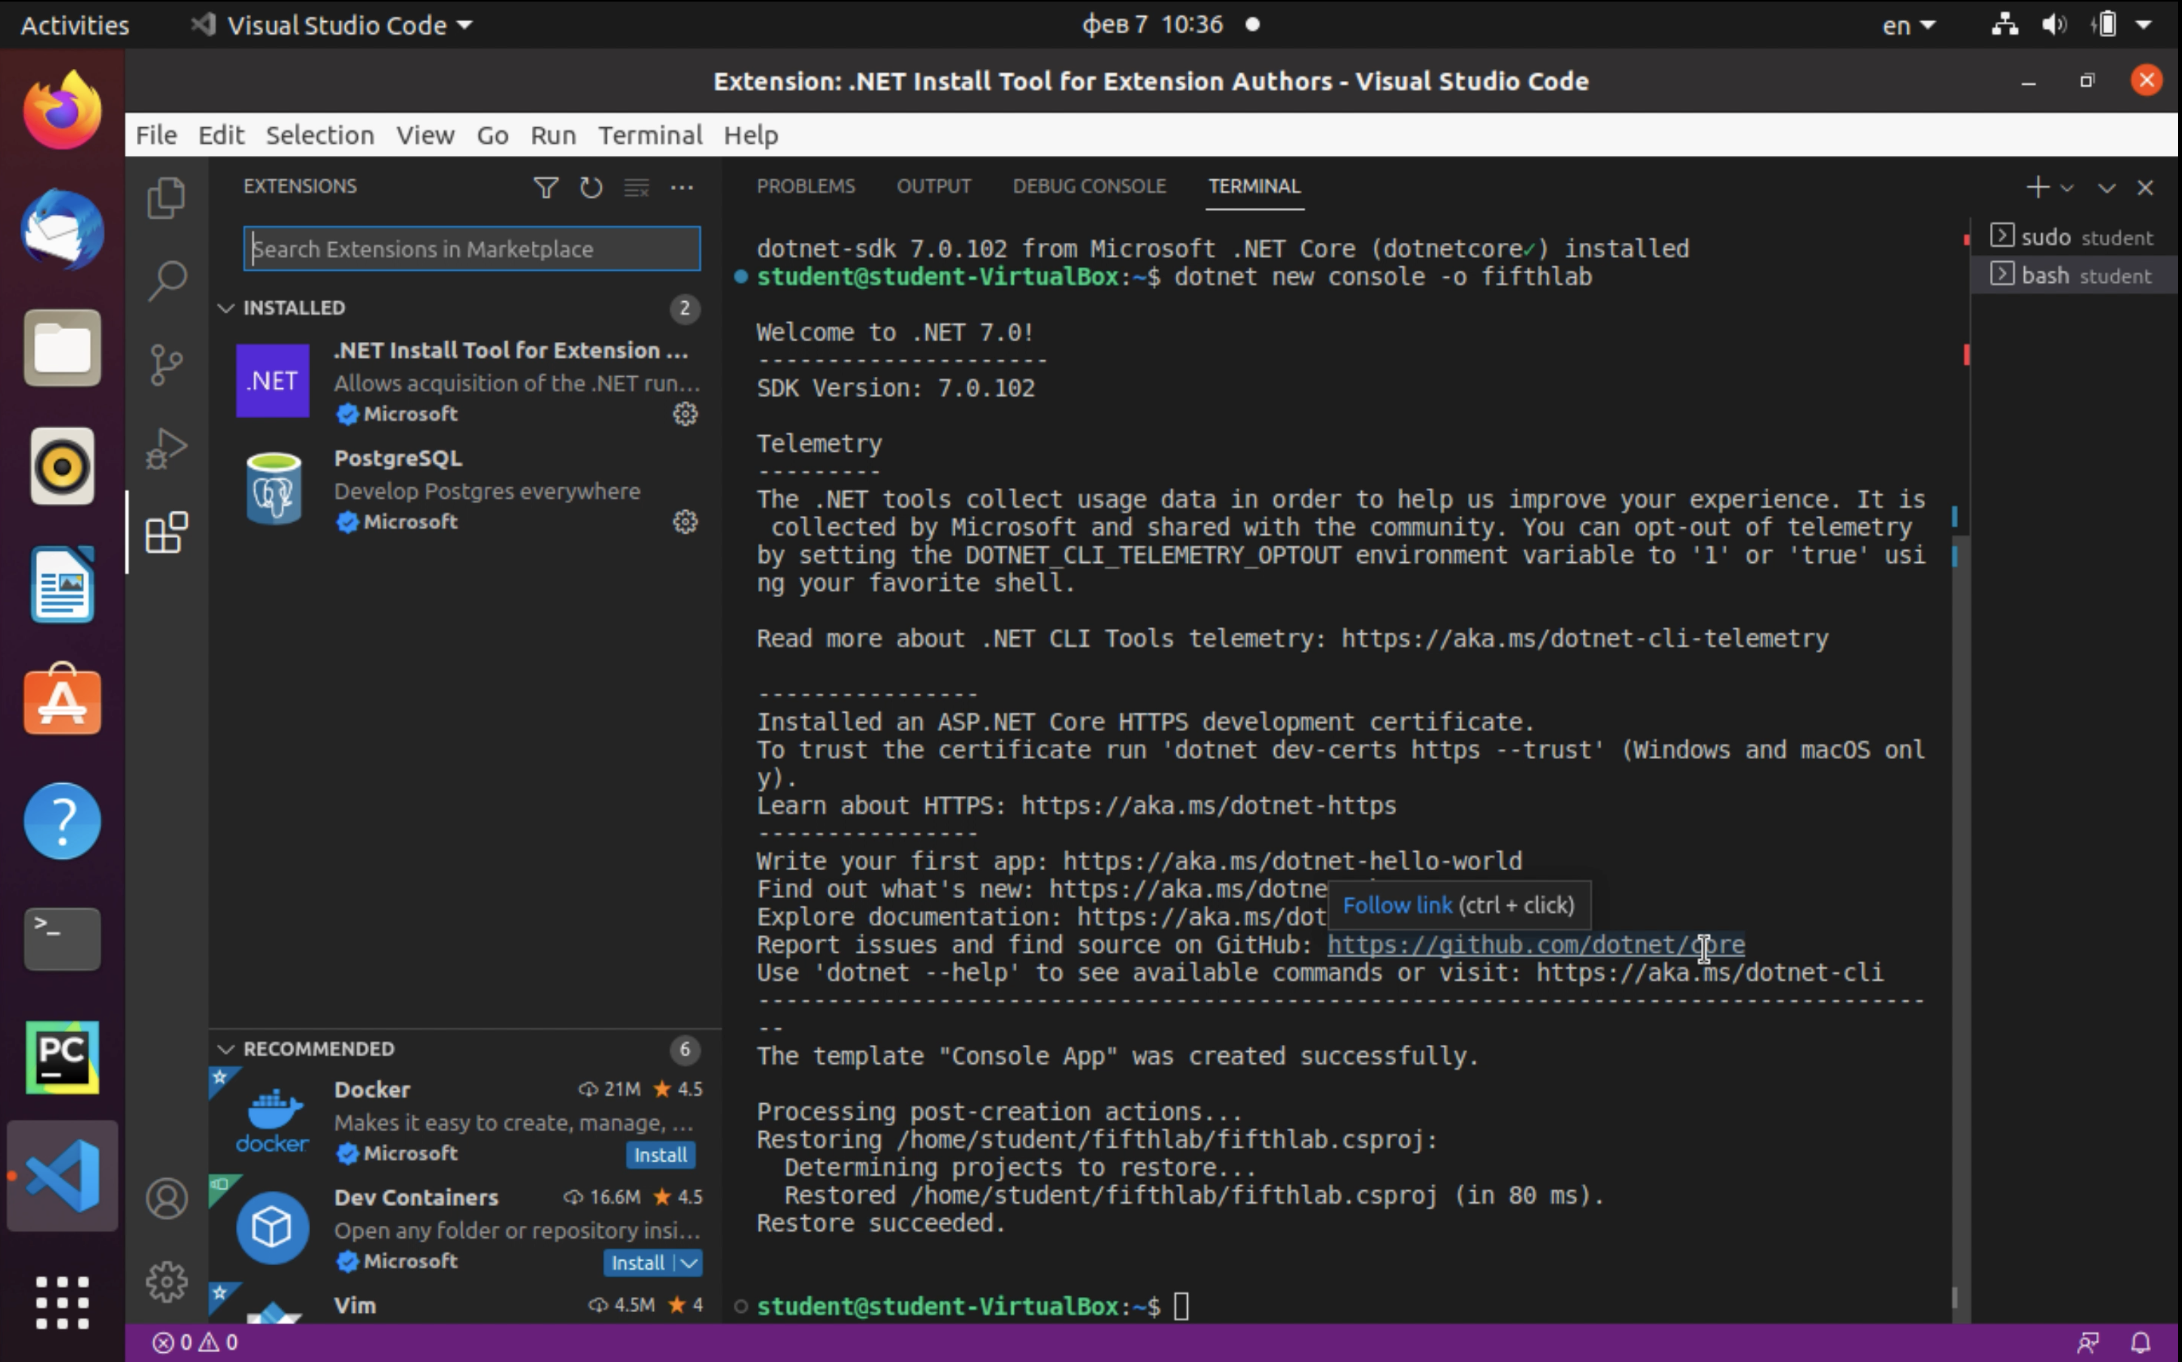 Activities
Visual Studio Code
фев 7 10:36
en
Extension: .NET Install Tool for Extension Authors - Visual Studio Code
File Edit Selection View Go Run Terminal Help
EXTENSIONS
Search Extensions in Marketplace
INSTALLED 2
.NET
.NET Install Tool for Extension ...
Allows acquisition of the .NET run...
Microsoft
PostgreSQL
Develop Postgres everywhere
Microsoft
RECOMMENDED 6
docker
Docker 21M 4.5
Makes it easy to create, manage, ...
Microsoft Install
Dev Containers 16.6M 4.5
Open any folder or repository insi...
Microsoft Install
Vim 4.5M 4
PROBLEMS OUTPUT DEBUG CONSOLE TERMINAL
dotnet-sdk 7.0.102 from Microsoft .NET Core (dotnetcore✓) installed
student@student-VirtualBox:~$ dotnet new console -o fifthlab
Welcome to .NET 7.0!
---------------------
SDK Version: 7.0.102
Telemetry
---------
The .NET tools collect usage data in order to help us improve your experience. It is
collected by Microsoft and shared with the community. You can opt-out of telemetry
by setting the DOTNET_CLI_TELEMETRY_OPTOUT environment variable to '1' or 'true' usi
ng your favorite shell.
Read more about .NET CLI Tools telemetry: https://aka.ms/dotnet-cli-telemetry
----------------
Installed an ASP.NET Core HTTPS development certificate.
To trust the certificate run 'dotnet dev-certs https --trust' (Windows and macOS onl
y).
Learn about HTTPS: https://aka.ms/dotnet-https
----------------
Write your first app: https://aka.ms/dotnet-hello-world
Find out what's new: https://aka.ms/dotne
Explore documentation: https://aka.ms/dot
Follow link (ctrl + click)
Report issues and find source on GitHub: https://github.com/dotnet/core
Use 'dotnet --help' to see available commands or visit: https://aka.ms/dotnet-cli
------------------------------------------------------------------------------------
--
The template "Console App" was created successfully.
Processing post-creation actions...
Restoring /home/student/fifthlab/fifthlab.csproj:
Determining projects to restore...
Restored /home/student/fifthlab/fifthlab.csproj (in 80 ms).
Restore succeeded.
student@student-VirtualBox:~$
sudo student
bash student
PC
0 0